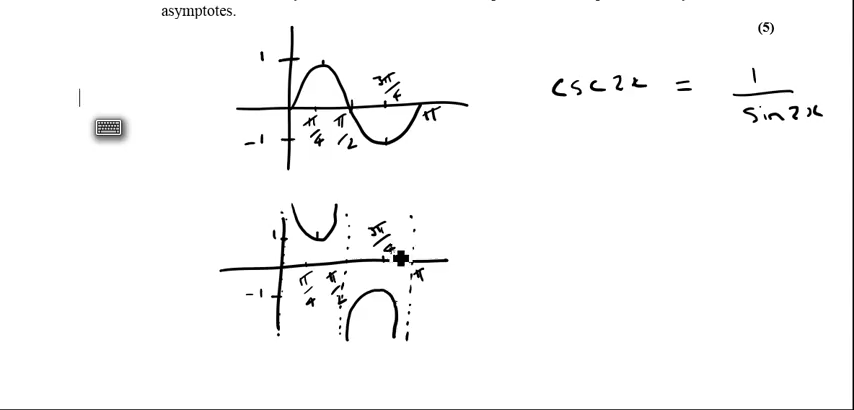 asymptotes.
(5)
1
3π/4
csc2x = 1/sin2x
π/4 π/2 π
-1
1
3π/4
π/4 π/2 π
-1